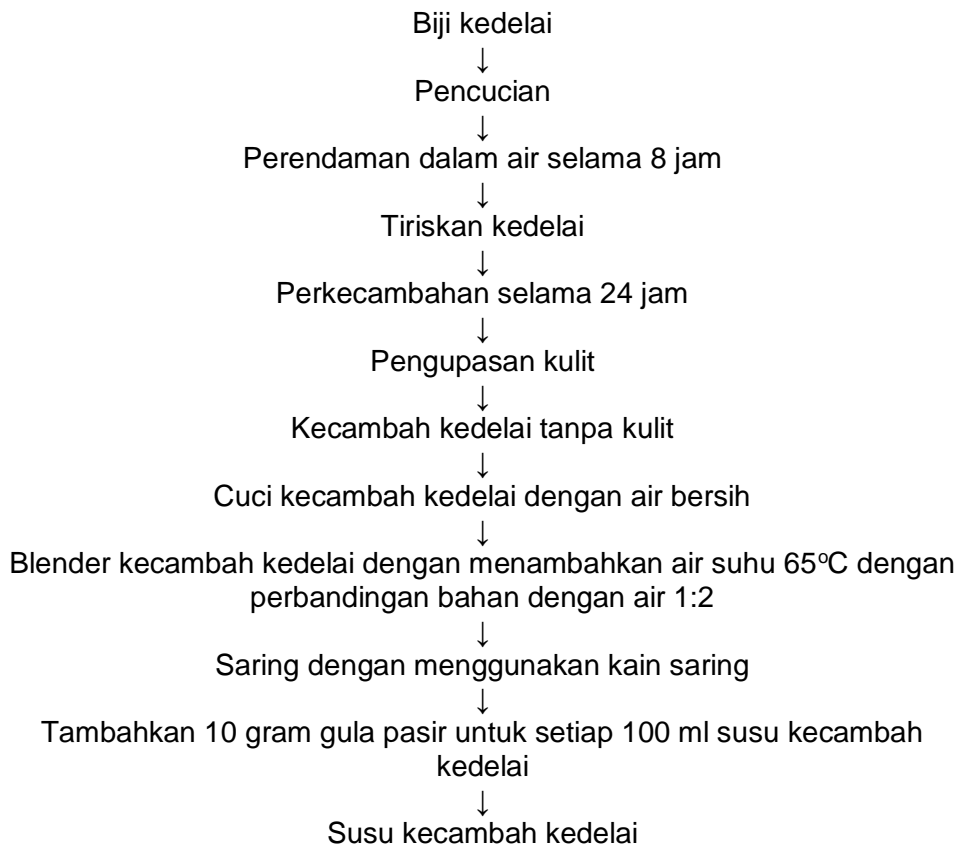 Biji kedelai
↓
Pencucian
↓
Perendaman dalam air selama 8 jam
↓
Tiriskan kedelai
↓
Perkecambahan selama 24 jam
↓
Pengupasan kulit
↓
Kecambah kedelai tanpa kulit
↓
Cuci kecambah kedelai dengan air bersih
↓
Blender kecambah kedelai dengan menambahkan air suhu 65°C dengan
perbandingan bahan dengan air 1:2
↓
Saring dengan menggunakan kain saring
↓
Tambahkan 10 gram gula pasir untuk setiap 100 ml susu kecambah
kedelai
↓
Susu kecambah kedelai